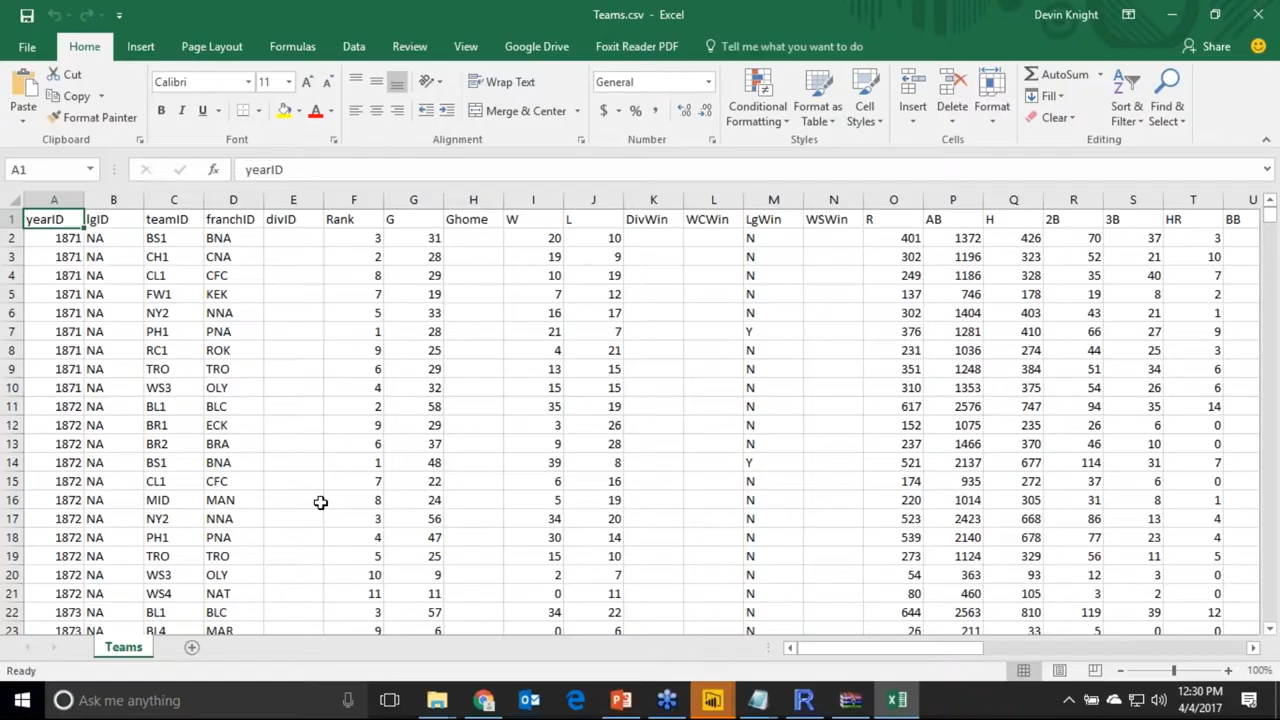 Teams.csv - Excel
Devin Knight
File Home Insert Page Layout Formulas Data Review View Google Drive Foxit Reader PDF Tell me what you want to do Share
Paste Cut Copy Format Painter
Clipboard
Calibri 11
B I U A
Font
Wrap Text
Merge & Center
Alignment
General
$ % ,
Number
Conditional Formatting Format as Table Cell Styles
Styles
Insert Delete Format
Cells
AutoSum
Fill
Clear
Sort & Filter Find & Select
Editing
A1 fx yearID
A B C D E F G H I J K L M N O P Q R S T U
1 yearID lgID teamID franchID divID Rank G Ghome W L DivWin WCWin LgWin WSWin R AB H 2B 3B HR BB
2 1871 NA BS1 BNA 3 31 20 10 N 401 1372 426 70 37 3
3 1871 NA CH1 CNA 2 28 19 9 N 302 1196 323 52 21 10
4 1871 NA CL1 CFC 8 29 10 19 N 249 1186 328 35 40 7
5 1871 NA FW1 KEK 7 19 7 12 N 137 746 178 19 8 2
6 1871 NA NY2 NNA 5 33 16 17 N 302 1404 403 43 21 1
7 1871 NA PH1 PNA 1 28 21 7 Y 376 1281 410 66 27 9
8 1871 NA RC1 ROK 9 25 4 21 N 231 1036 274 44 25 3
9 1871 NA TRO TRO 6 29 13 15 N 351 1248 384 51 34 6
10 1871 NA WS3 OLY 4 32 15 15 N 310 1353 375 54 26 6
11 1872 NA BL1 BLC 2 58 35 19 N 617 2576 747 94 35 14
12 1872 NA BR1 ECK 9 29 3 26 N 152 1075 235 26 6 0
13 1872 NA BR2 BRA 6 37 9 28 N 237 1466 370 46 10 0
14 1872 NA BS1 BNA 1 48 39 8 Y 521 2137 677 114 31 7
15 1872 NA CL1 CFC 7 22 6 16 N 174 935 272 37 6 0
16 1872 NA MID MAN 8 24 5 19 N 220 1014 305 31 8 1
17 1872 NA NY2 NNA 3 56 34 20 N 523 2423 668 86 13 4
18 1872 NA PH1 PNA 4 47 30 14 N 539 2140 678 77 23 4
19 1872 NA TRO TRO 5 25 15 10 N 273 1124 329 56 11 5
20 1872 NA WS3 OLY 10 9 2 7 N 54 363 93 12 3 0
21 1872 NA WS4 NAT 11 11 0 11 N 80 460 105 3 2 0
22 1873 NA BL1 BLC 3 57 34 22 N 644 2563 810 119 39 12
23 1873 NA BL4 MAR 9 6 0 6 N 26 211 33 5 0 0
Teams
Ready
100%
Ask me anything
12:30 PM
4/4/2017